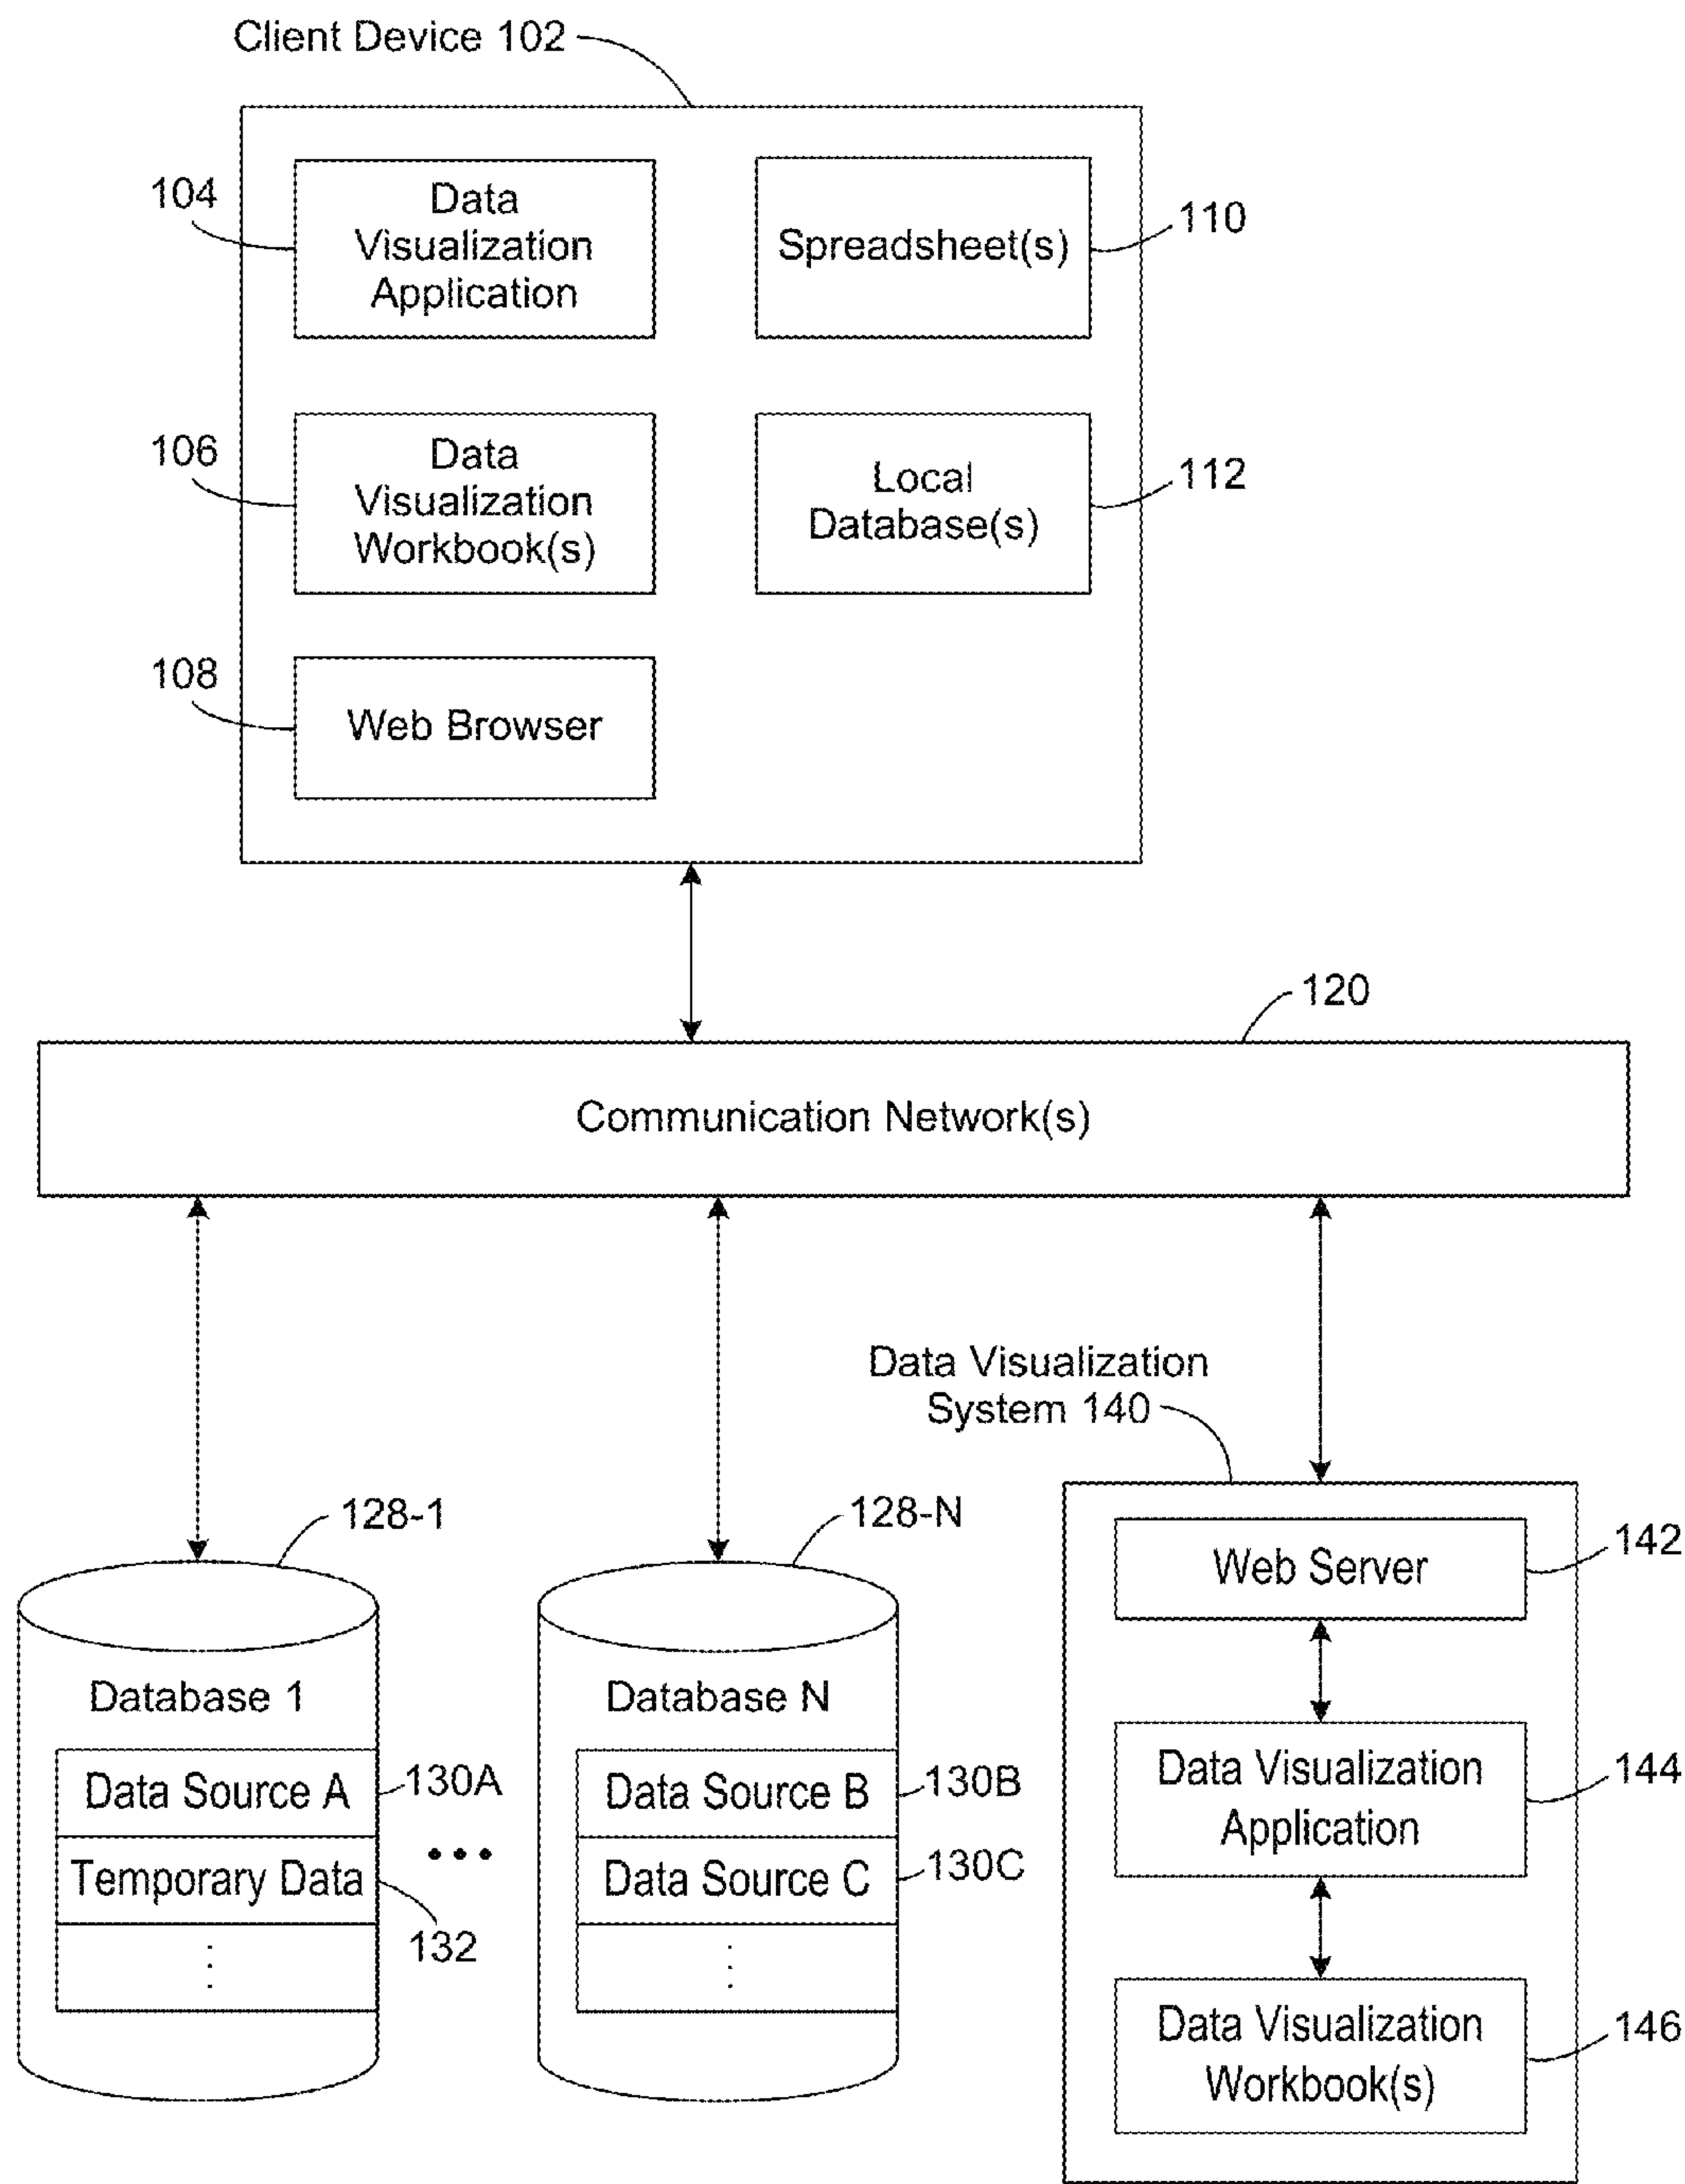 Client Device 102
104
Data
Visualization
Application
Spreadsheet(s)
110
106
Data
Visualization
Workbook(s)
Local
Database(s)
112
108
Web Browser
120
Communication Network(s)
Data Visualization
System 140
128-1
128-N
Database 1
Data Source A
130A
Temporary Data
132
Database N
Data Source B
130B
Data Source C
130C
Web Server
142
Data Visualization
Application
144
Data Visualization
Workbook(s)
146